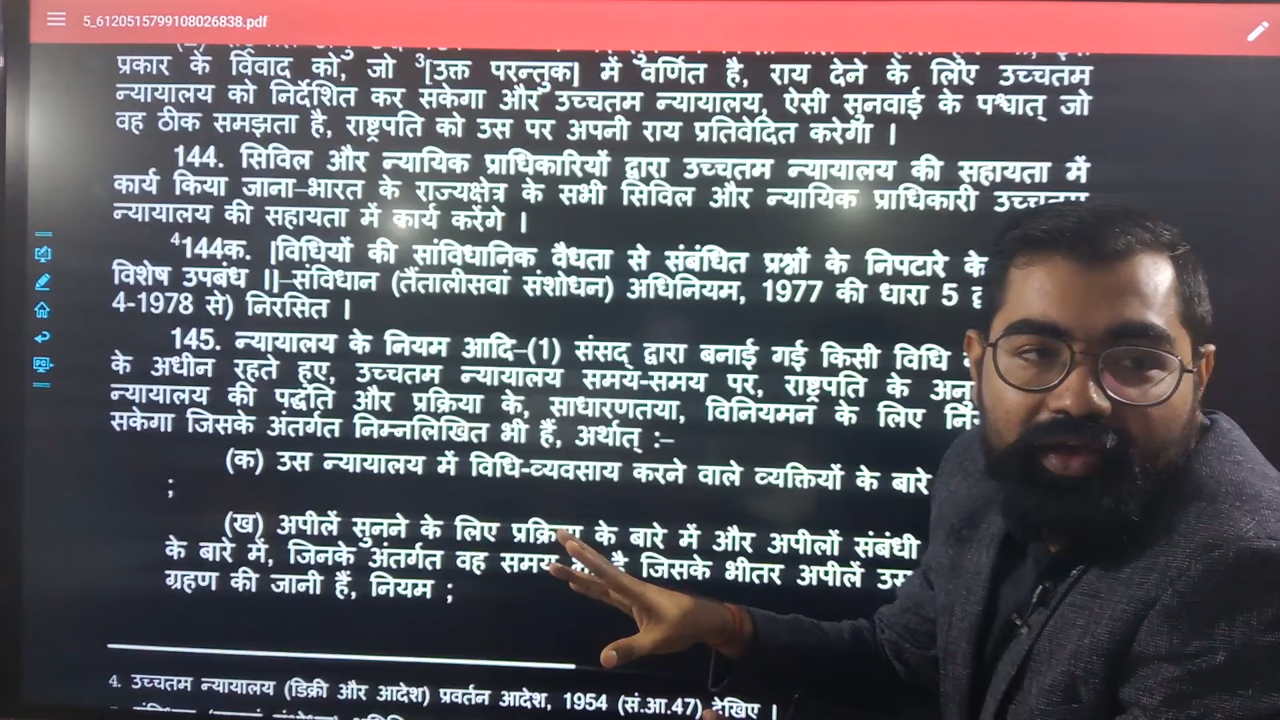 5_6120515799108026838.pdf
प्रकार के विवाद को, जो ³[उक्त परन्तुक] में वर्णित है, राय देने के लिए उच्चतम
न्यायालय को निर्देशित कर सकेगा और उच्चतम न्यायालय, ऐसी सुनवाई के पश्चात् जो
वह ठीक समझता है, राष्ट्रपति को उस पर अपनी राय प्रतिवेदित करेगा ।
144. सिविल और न्यायिक प्राधिकारियों द्वारा उच्चतम न्यायालय की सहायता में
कार्य किया जाना–भारत के राज्यक्षेत्र के सभी सिविल और न्यायिक प्राधिकारी उच्चतम
न्यायालय की सहायता में कार्य करेंगे ।
⁴144क. [विधियों की सांविधानिक वैधता से संबंधित प्रश्नों के निपटारे के
विशेष उपबंध ।]–संविधान (तैंतालीसवां संशोधन) अधिनियम, 1977 की धारा 5
4-1978 से) निरसित ।
145. न्यायालय के नियम आदि–(1) संसद् द्वारा बनाई गई किसी विधि
के अधीन रहते हुए, उच्चतम न्यायालय समय-समय पर, राष्ट्रपति के
न्यायालय की पद्धति और प्रक्रिया के, साधारणतया, विनियमन के लिए
सकेगा जिसके अंतर्गत निम्नलिखित भी हैं, अर्थात् :–
(क) उस न्यायालय में विधि-व्यवसाय करने वाले व्यक्तियों के बारे
;
(ख) अपीलें सुनने के लिए प्रक्रिया के बारे में और अपीलों संबंधी
के बारे में, जिनके अंतर्गत वह समय है जिसके भीतर अपीलें
ग्रहण की जानी हैं, नियम ;
4. उच्चतम न्यायालय (डिक्री और आदेश) प्रवर्तन आदेश, 1954 (सं.आ.47) देखिए ।